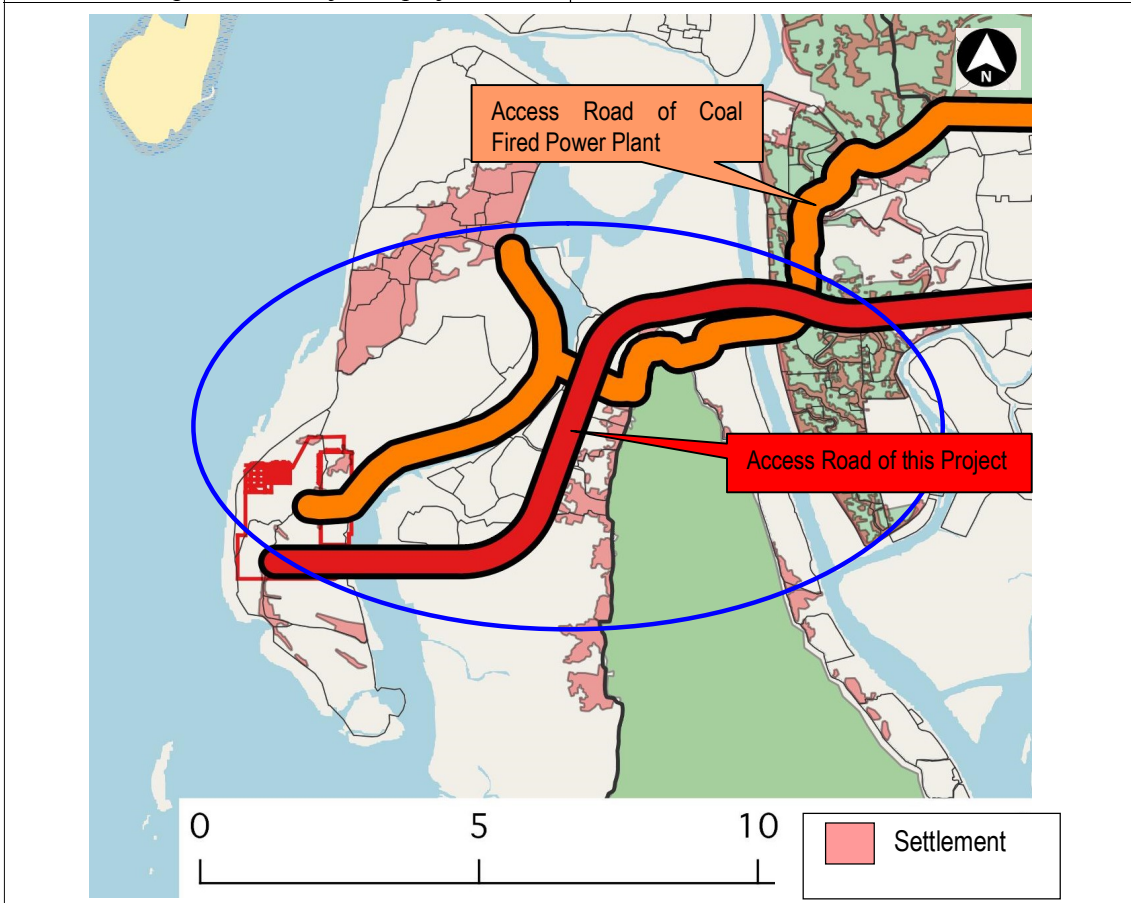 N
Access Road of Coal
Fired Power Plant
Access Road of this Project
0 5 10
Settlement